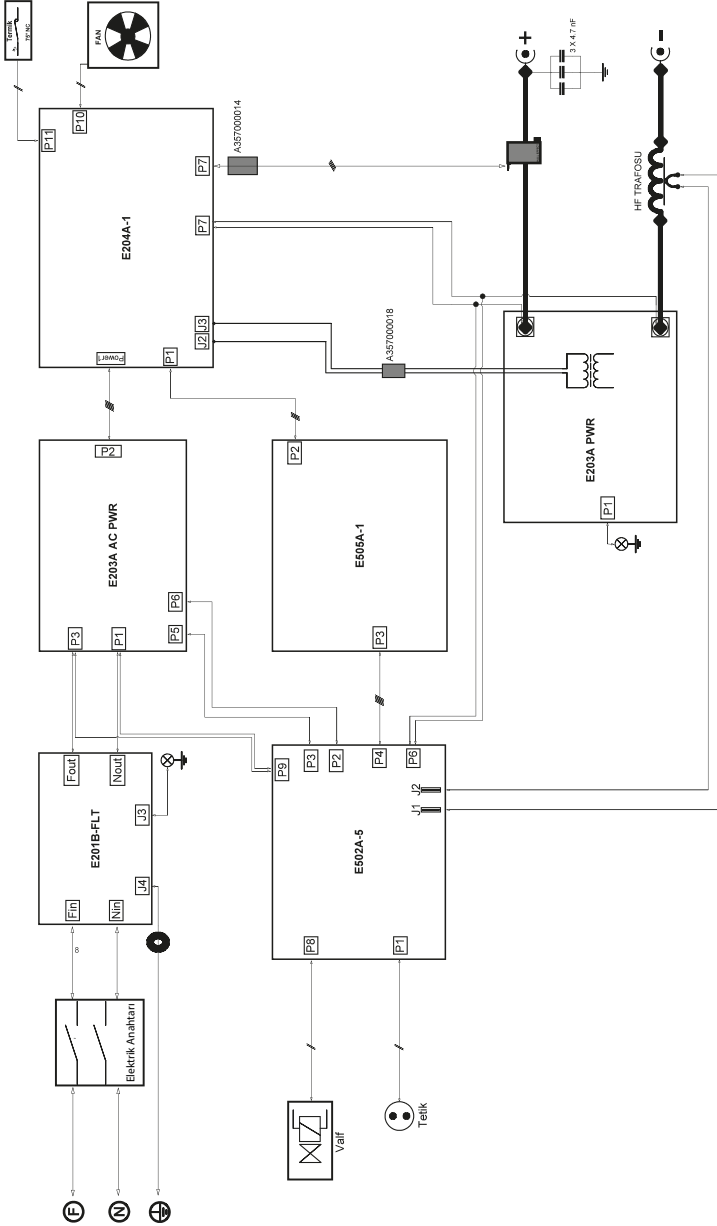 Termik
75°NC
FAN
P11
P10
P7
A357000014
E204A-1
P7
J3
J2
Power1
P1
+
3 X 4.7 nF
-
HF TRAFOSU
A357000018
P2
E203A AC PWR
P3
P1
P6
P5
P2
E505A-1
P3
E203A PWR
P1
Fout
Nout
E201B-FLT
J3
J4
Fin
Nin
8
P9
P3
P2
P4
P6
J2
J1
E502A-5
P8
P1
Elektrik Anahtarı
Valf
Tetik
F
N